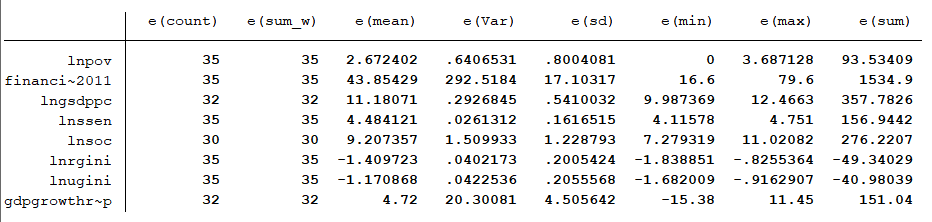 e(count) e(sum_w) e(mean) e(Var) e(sd) e(min) e(max) e(sum)
lnpov 35 35 2.672402 .6406531 .8004081 0 3.687128 93.53409
financi~2011 35 35 43.85429 292.5184 17.10317 16.6 79.6 1534.9
lngsdppc 32 32 11.18071 .2926845 .5410032 9.987369 12.4663 357.7826
lnssen 35 35 4.484121 .0261312 .1616515 4.11578 4.751 156.9442
lnsoc 30 30 9.207357 1.509933 1.228793 7.279319 11.02082 276.2207
lnrgini 35 35 -1.409723 .0402173 .2005424 -1.838851 -.8255364 -49.34029
lnugini 35 35 -1.170868 .0422536 .2055568 -1.682009 -.9162907 -40.98039
gdpgrowthr~p 32 32 4.72 20.30081 4.505642 -15.38 11.45 151.04